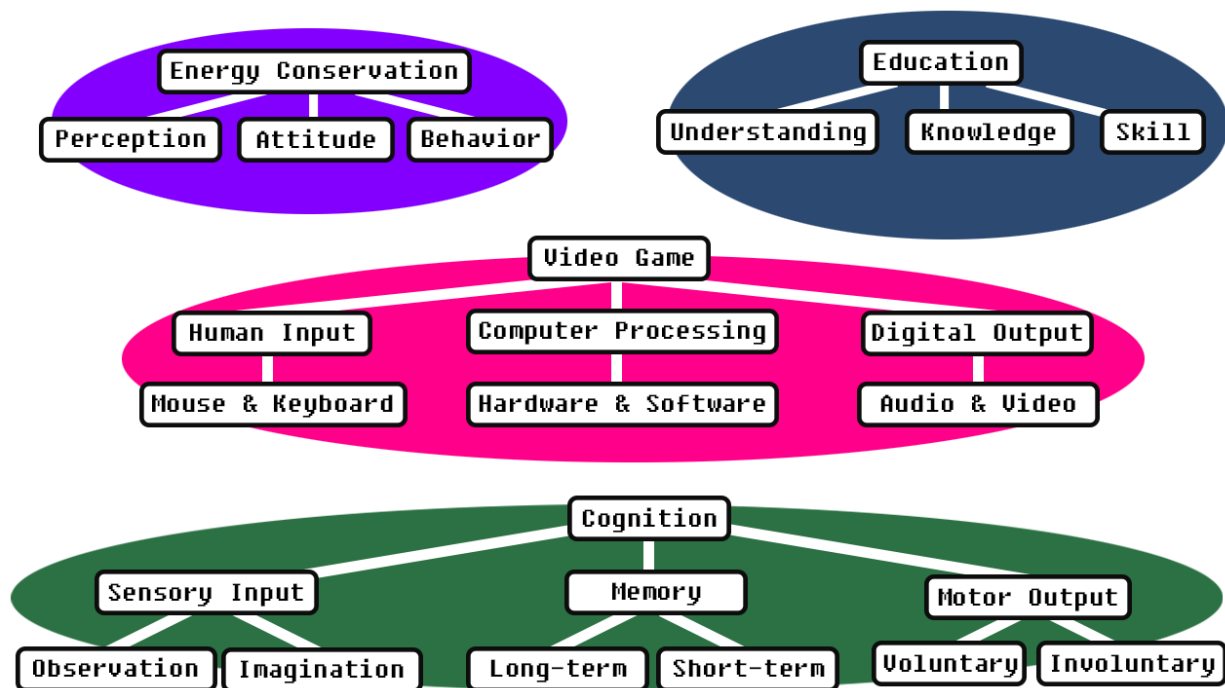 Energy Conservation
Perception
Attitude
Behavior
Education
Understanding
Knowledge
Skill
Video Game
Human Input
Computer Processing
Digital Output
Mouse & Keyboard
Hardware & Software
Audio & Video
Cognition
Sensory Input
Memory
Motor Output
Observation
Imagination
Long-term
Short-term
Voluntary
Involuntary